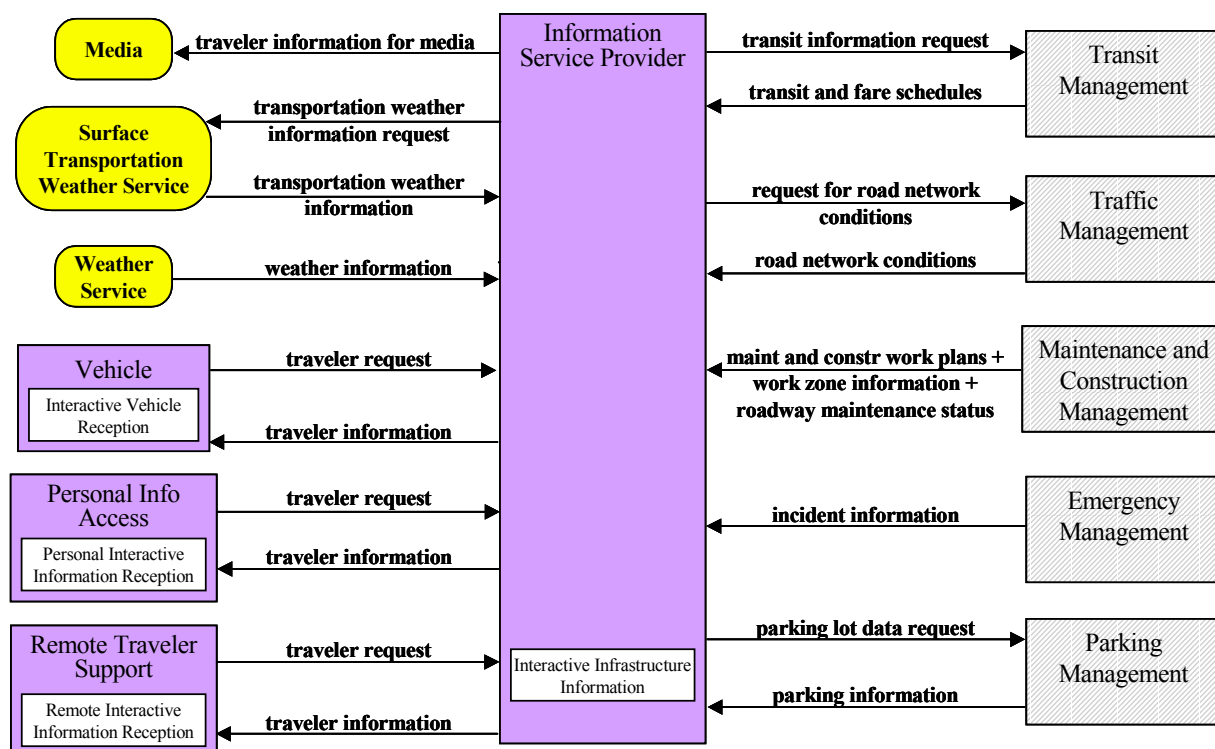 Media
traveler information for media
Information
Service Provider
transit information request
Transit
Management
transit and fare schedules
Surface
Transportation
Weather Service
transportation weather
information request
transportation weather
information
request for road network
conditions
Traffic
Management
road network conditions
Weather
Service
weather information
Vehicle
Interactive Vehicle
Reception
traveler request
traveler information
maint and constr work plans +
work zone information +
roadway maintenance status
Maintenance and
Construction
Management
Personal Info
Access
Personal Interactive
Information Reception
traveler request
traveler information
incident information
Emergency
Management
Remote Traveler
Support
Remote Interactive
Information Reception
traveler request
traveler information
Interactive Infrastructure
Information
parking lot data request
parking information
Parking
Management